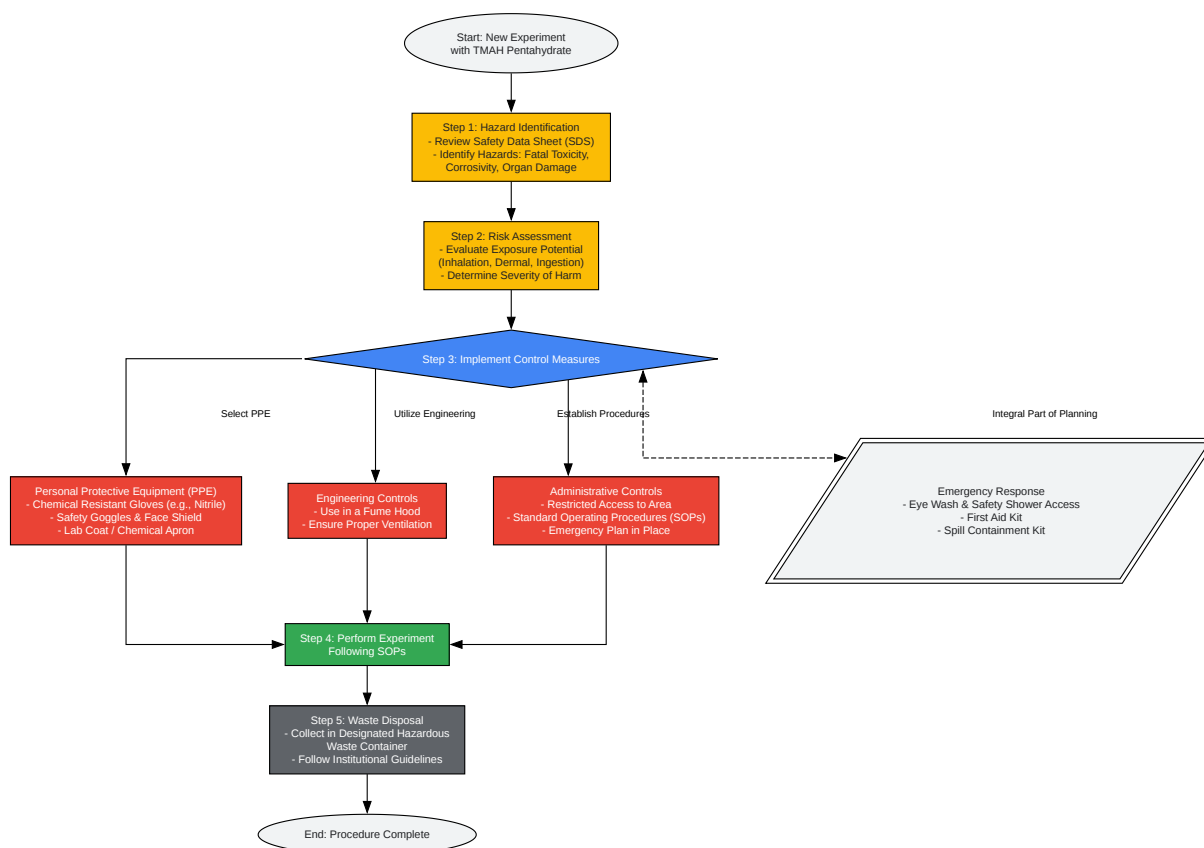 Start: New Experiment
with TMAH Pentahydrate
Step 1: Hazard Identification
- Review Safety Data Sheet (SDS)
- Identify Hazards: Fatal Toxicity,
Corrosivity, Organ Damage
Step 2: Risk Assessment
- Evaluate Exposure Potential
(Inhalation, Dermal, Ingestion)
- Determine Severity of Harm
Step 3: Implement Control Measures
Select PPE
Utilize Engineering
Establish Procedures
Integral Part of Planning
Personal Protective Equipment (PPE)
- Chemical Resistant Gloves (e.g., Nitrile)
- Safety Goggles & Face Shield
- Lab Coat / Chemical Apron
Engineering Controls
- Use in a Fume Hood
- Ensure Proper Ventilation
Administrative Controls
- Restricted Access to Area
- Standard Operating Procedures (SOPs)
- Emergency Plan in Place
Emergency Response
- Eye Wash & Safety Shower Access
- First Aid Kit
- Spill Containment Kit
Step 4: Perform Experiment
Following SOPs
Step 5: Waste Disposal
- Collect in Designated Hazardous
Waste Container
- Follow Institutional Guidelines
End: Procedure Complete